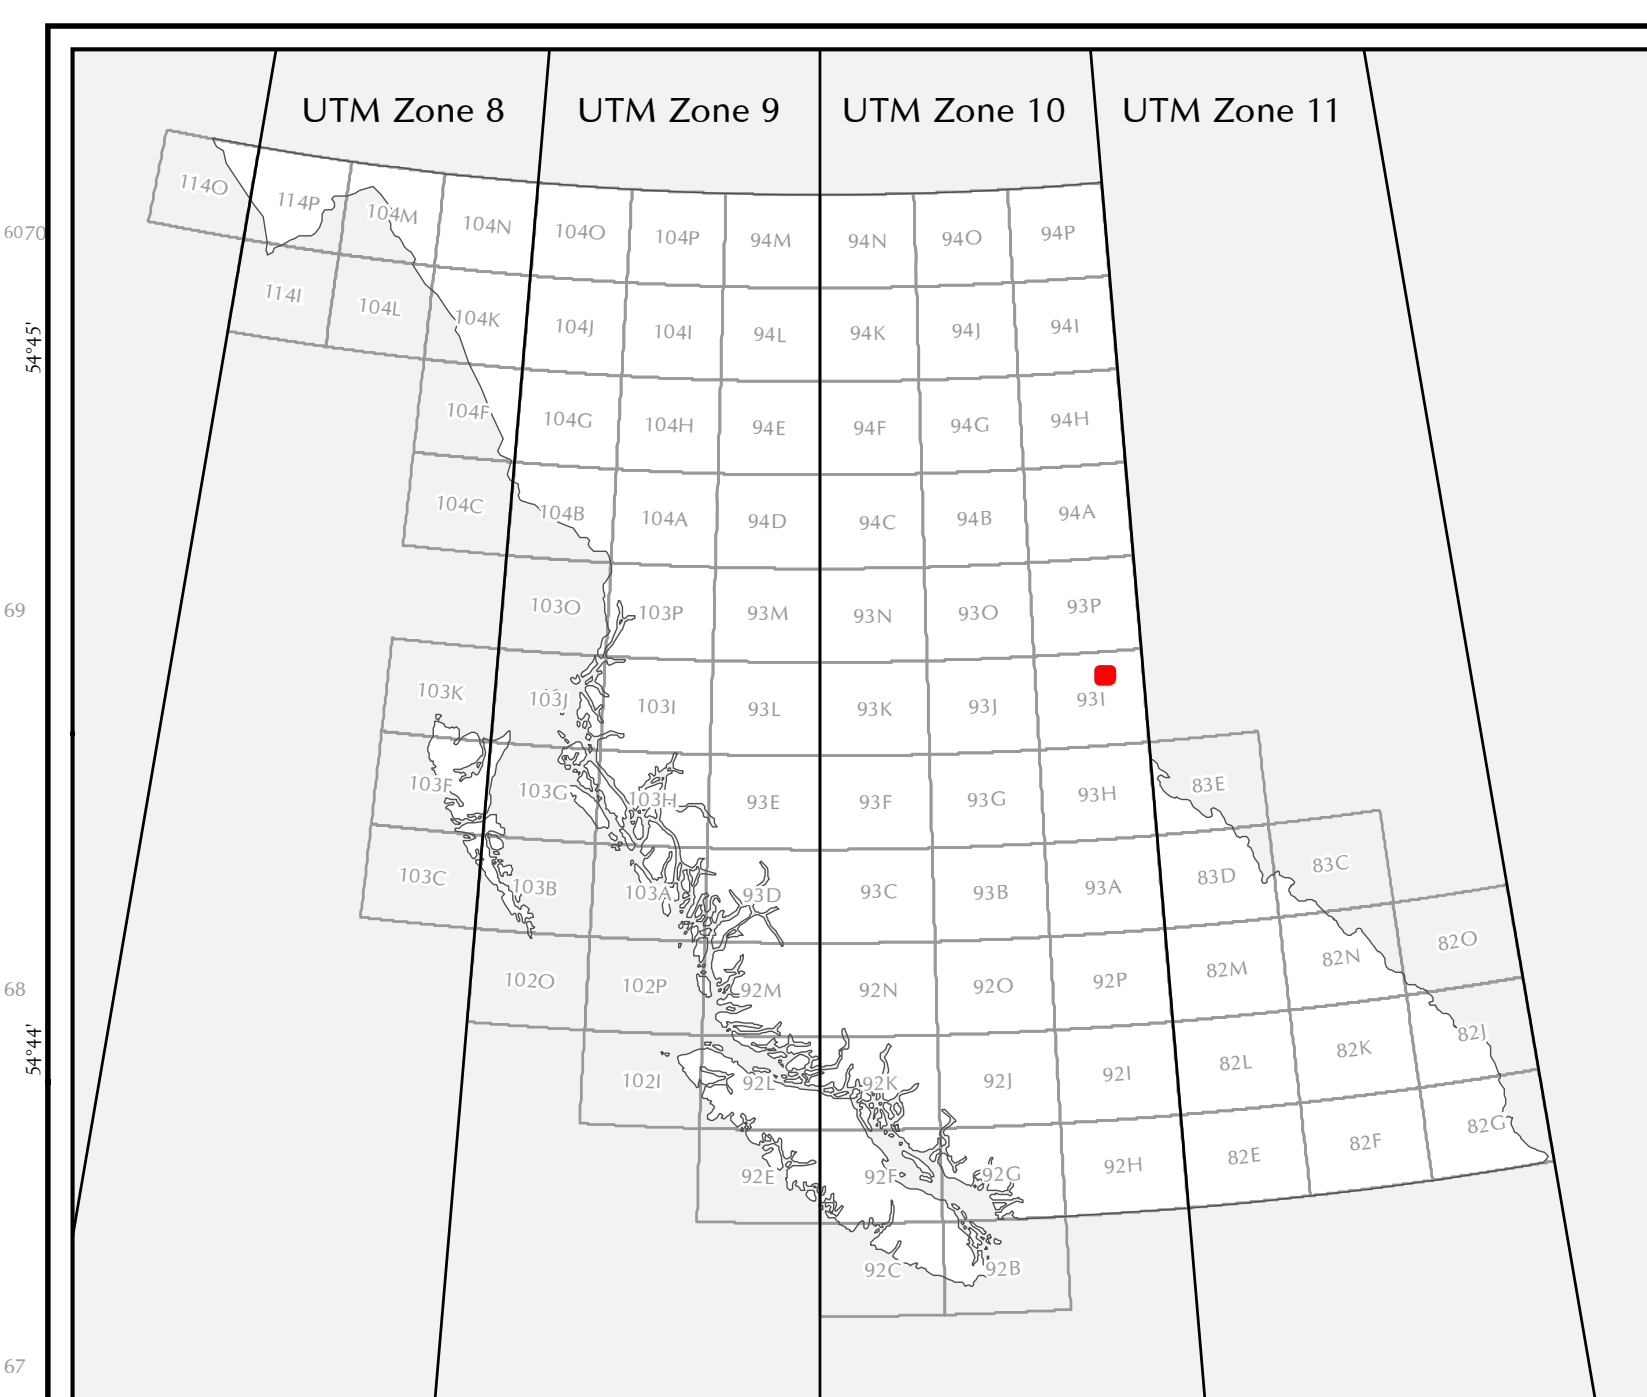 UTM Zone 8 UTM Zone 9 UTM Zone 10 UTM Zone 11
114O 114P 104M 104N 104O 104P 94M 94N 94O 94P
6070
114I 104L 104K 104J 104I 94L 94K 94J 94I
54°45'
104F 104G 104H 94E 94F 94G 94H
104C 104B 104A 94D 94C 94B 94A
69
103O 103P 93M 93N 93O 93P
103K 103J 103I 93L 93K 93J 93I
103F 103G 103H 93E 93F 93G 93H 83E
103C 103B 103A 93D 93C 93B 93A 83D 83C
68
102O 102P 92M 92N 92O 92P 82M 82N 82O
54°44'
102I 92L 92K 92J 92I 82L 82K 82J
92E 92F 92G 92H 82E 82F 82G
92C 92B
67